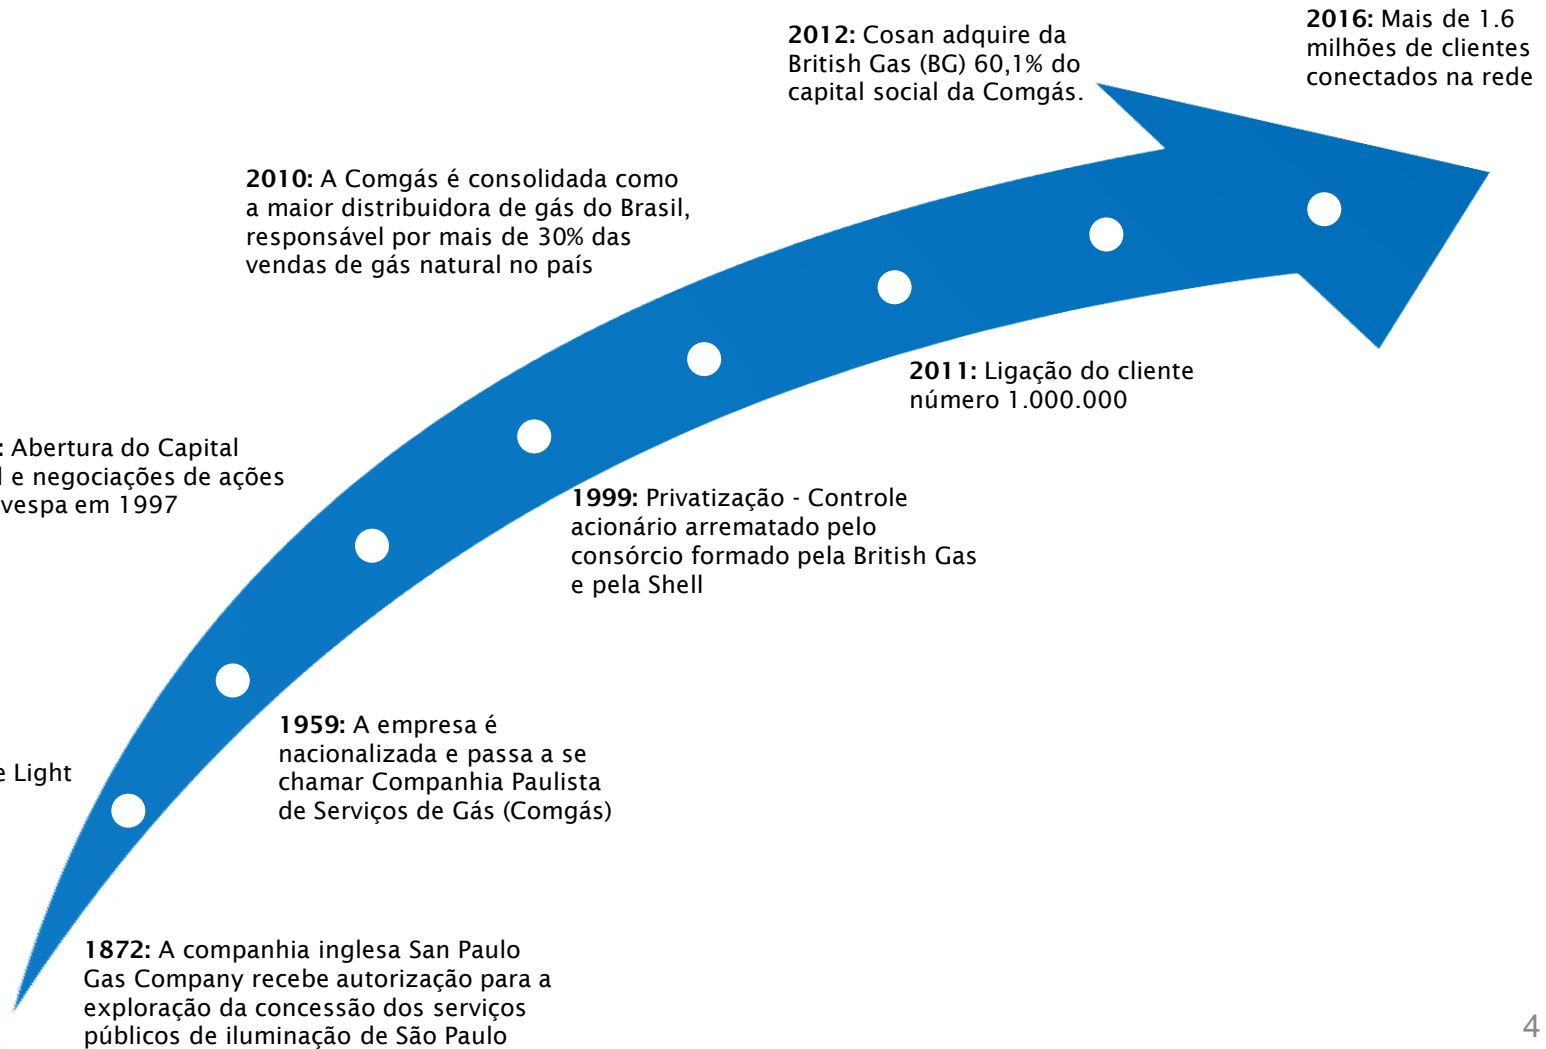 2016: Mais de 1.6
milhões de clientes
conectados na rede
2012: Cosan adquire da
British Gas (BG) 60,1% do
capital social da Comgás.
2010: A Comgás é consolidada como
a maior distribuidora de gás do Brasil,
responsável por mais de 30% das
vendas de gás natural no país
2011: Ligação do cliente
número 1.000.000
: Abertura do Capital
e negociações de ações
vespa em 1997
1999: Privatização - Controle
acionário arrematado pelo
consórcio formado pela British Gas
e pela Shell
1959: A empresa é
nacionalizada e passa a se
chamar Companhia Paulista
de Serviços de Gás (Comgás)
Light
1872: A companhia inglesa San Paulo
Gas Company recebe autorização para a
exploração da concessão dos serviços
públicos de iluminação de São Paulo
4